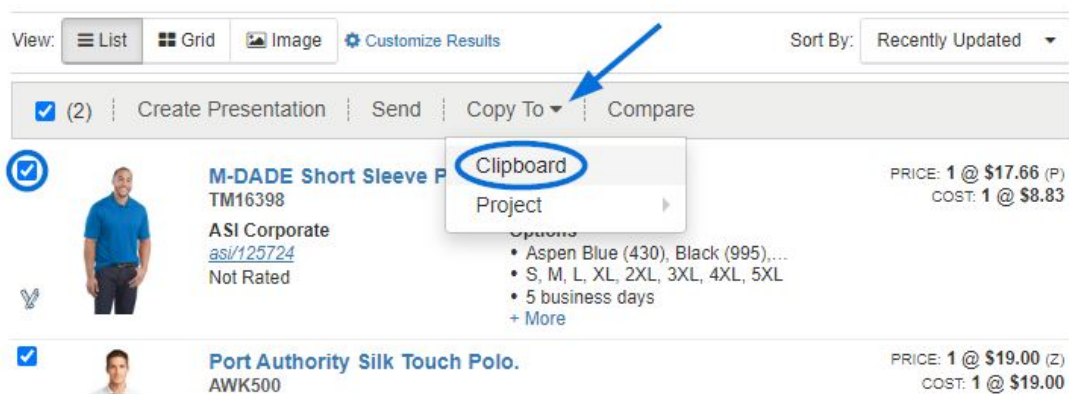 View: List Grid Image Customize Results Sort By: Recently Updated
(2) Create Presentation Send Copy To Compare
Clipboard
Project
M-DADE Short Sleeve P
TM16398
ASI Corporate
asi/125724
Not Rated
Options
• Aspen Blue (430), Black (995),...
• S, M, L, XL, 2XL, 3XL, 4XL, 5XL
• 5 business days
+ More
PRICE: 1 @ $17.66 (P)
COST: 1 @ $8.83
Port Authority Silk Touch Polo.
AWK500
PRICE: 1 @ $19.00 (Z)
COST: 1 @ $19.00